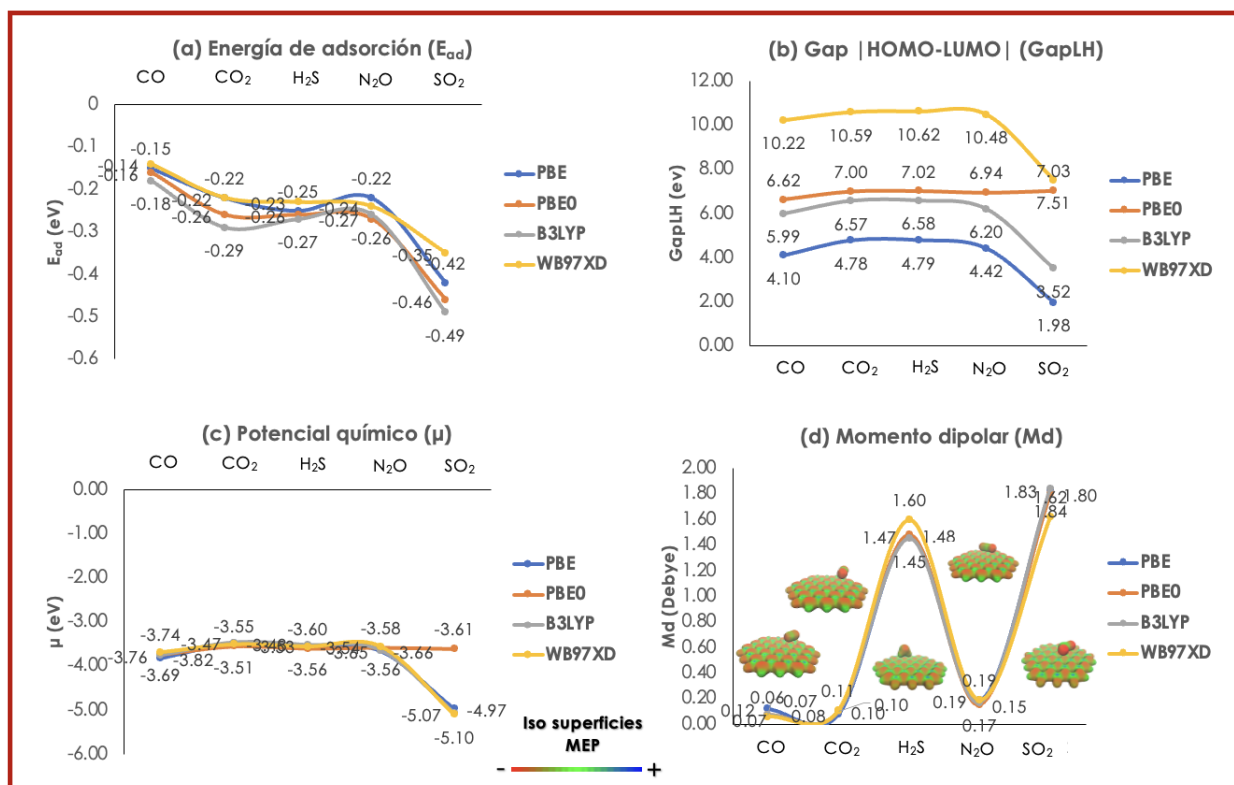 (a) Energía de adsorción (Ead)
CO CO₂ H₂S N₂O SO₂
0
-0.1
-0.2
-0.3
-0.4
-0.5
-0.6
Ead (eV)
-0.15
-0.14
-0.16
-0.18
-0.22
-0.22
-0.26
-0.29
-0.25
-0.23
-0.26
-0.27
-0.22
-0.24
-0.27
-0.26
-0.35
-0.42
-0.46
-0.49
PBE
PBE0
B3LYP
WB97XD
(b) Gap |HOMO-LUMO| (GapLH)
12.00
10.00
8.00
6.00
4.00
2.00
0.00
GapLH (ev)
10.22 10.59 10.62 10.48 7.03
6.62 7.00 7.02 6.94 7.51
5.99 6.57 6.58 6.20 3.52
4.10 4.78 4.79 4.42 1.98
CO CO₂ H₂S N₂O SO₂
PBE
PBE0
B3LYP
WB97XD
(c) Potencial químico (µ)
CO CO₂ H₂S N₂O SO₂
0.00
-1.00
-2.00
-3.00
-4.00
-5.00
-6.00
µ (eV)
-3.74
-3.76
-3.82
-3.69
-3.55
-3.47
-3.51
-3.60
-3.56
-3.58
-3.66
-3.56
-3.61
-5.07
-4.97
-5.10
PBE
PBE0
B3LYP
WB97XD
Iso superficies
MEP
- +
(d) Momento dipolar (Md)
2.00
1.80
1.60
1.40
1.20
1.00
0.80
0.60
0.40
0.20
0.00
Md (Debye)
0.12
0.06
0.07
0.07
0.08
0.11
0.10
0.10
1.60
1.47
1.48
1.45
0.19
0.19
0.15
0.17
1.83
1.62
1.80
1.84
CO CO₂ H₂S N₂O SO₂
PBE
PBE0
B3LYP
WB97XD